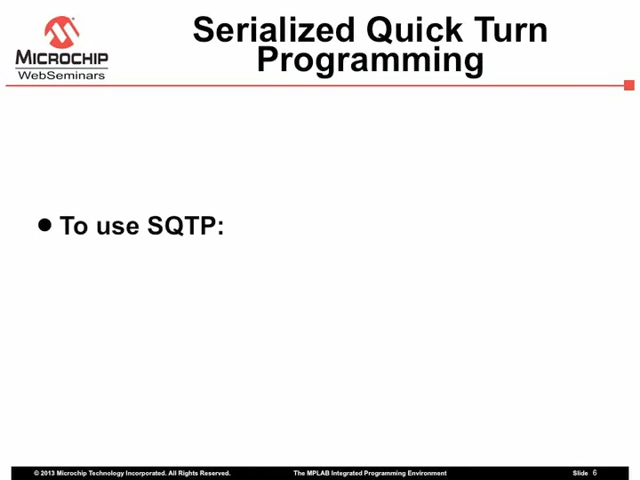 Serialized Quick Turn
Programming
MICROCHIP
WebSeminars
● To use SQTP:
© 2013 Microchip Technology Incorporated. All Rights Reserved.
The MPLAB Integrated Programming Environment
Slide 6